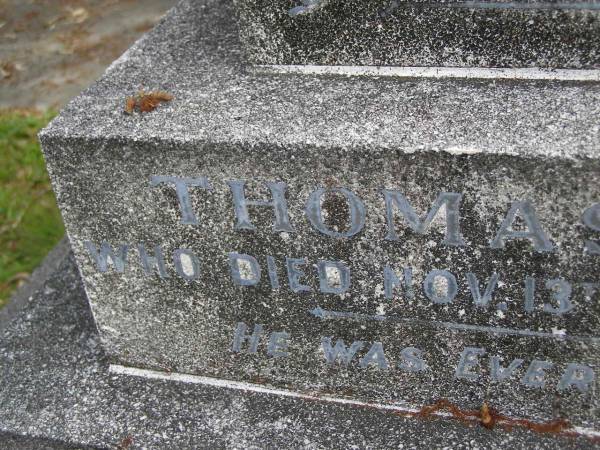 THOMAS
WHO DIED NOV. 13
HE WAS EVER